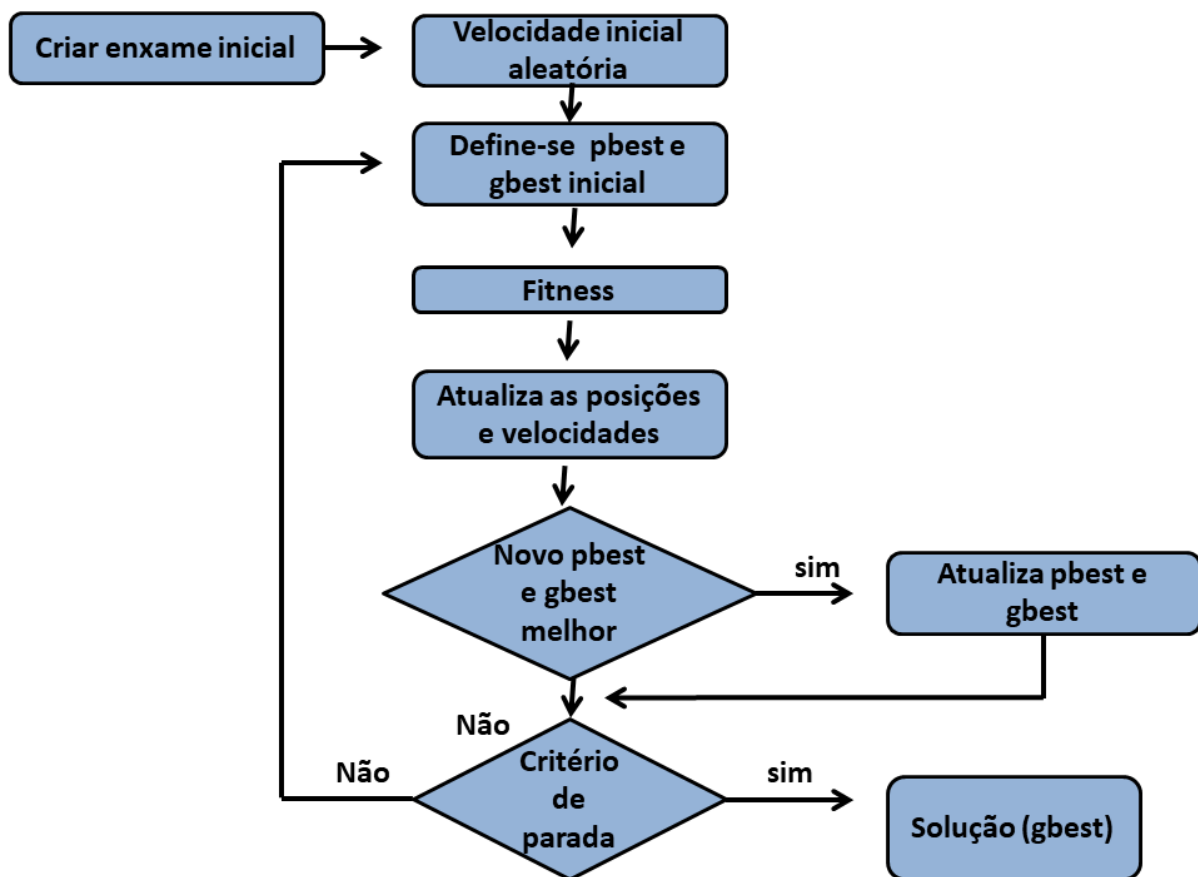 Criar enxame inicial
Velocidade inicial
aleatória
Define-se pbest e
gbest inicial
Fitness
Atualiza as posições
e velocidades
Novo pbest
e gbest
melhor
sim
Atualiza pbest e
gbest
Não
Critério
de
parada
Não
sim
Solução (gbest)